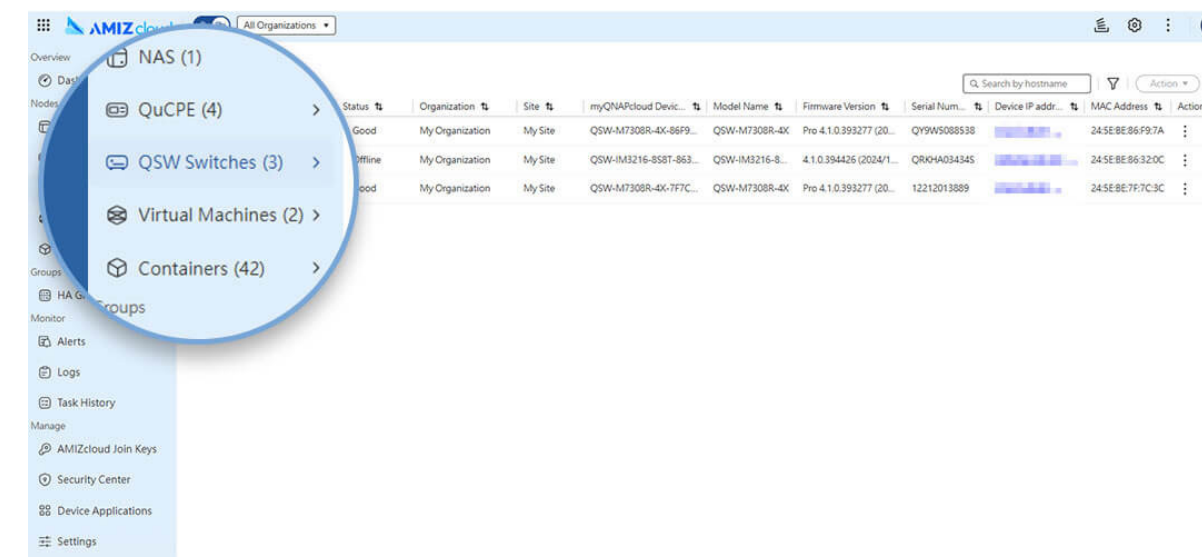 AMIZcloud
All Organizations
Overview
NAS (1)
Nodes
QuCPE (4)
QSW Switches (3)
Virtual Machines (2)
Containers (42)
Groups
Groups
Monitor
Alerts
Logs
Task History
Manage
AMIZcloud Join Keys
Security Center
Device Applications
Settings
Search by hostname
Action
Status Organization Site myQNAPcloud Devic... Model Name Firmware Version Serial Num... Device IP addr... MAC Address Action
Good My Organization My Site QSW-M7308R-4X-86F9... QSW-M7308R-4X Pro 4.1.0.393277 (20... QY9W5088538 24:5E:BE:86:F9:7A
Offline My Organization My Site QSW-IM3216-8S8T-863... QSW-IM3216-8... 4.1.0.394426 (2024/1... QRKHA03434S 24:5E:BE:86:32:0C
Good My Organization My Site QSW-M7308R-4X-7F7C... QSW-M7308R-4X Pro 4.1.0.393277 (20... 12212013889 24:5E:BE:7F:7C:3C